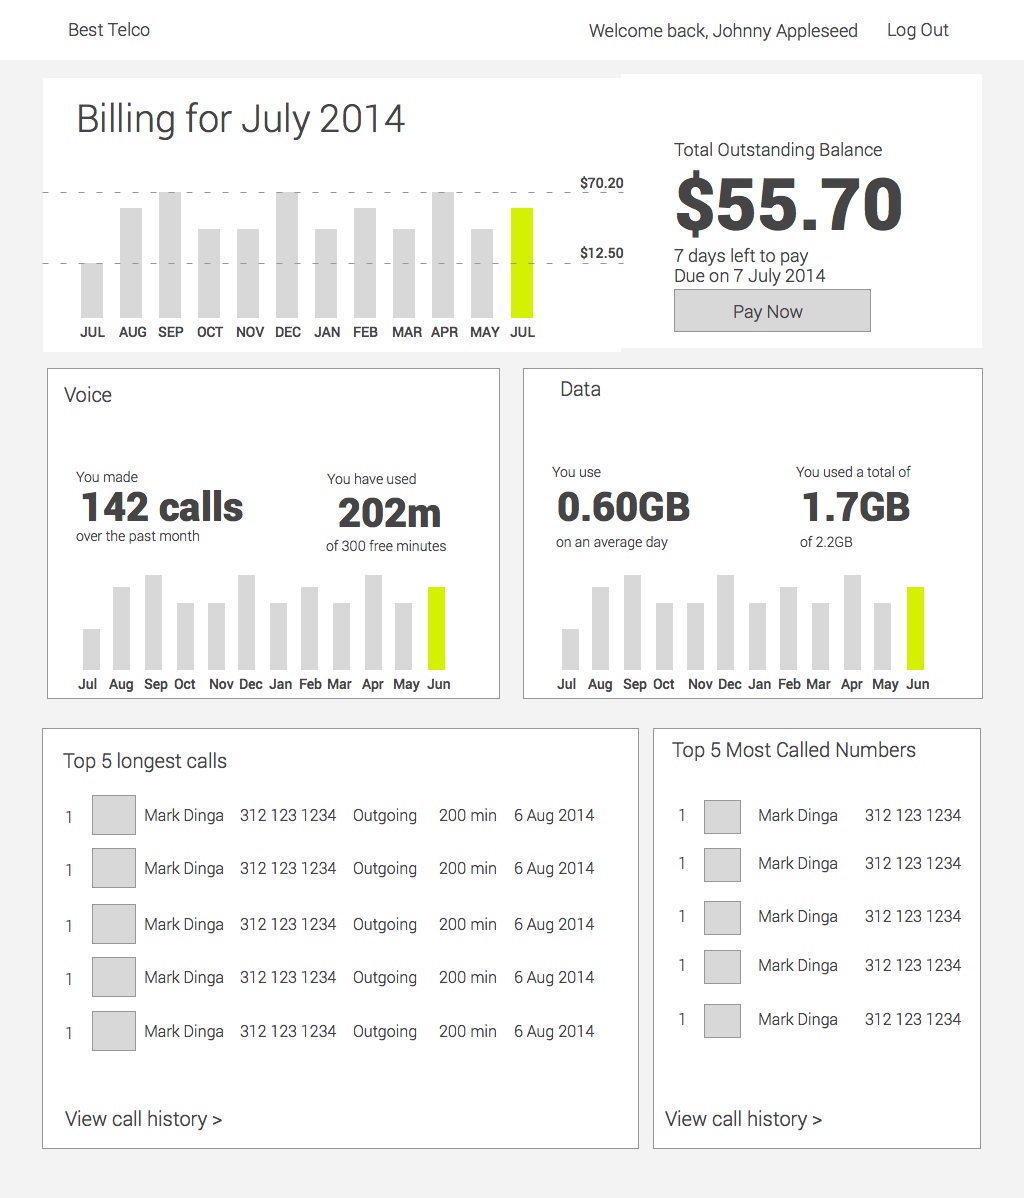 Best Telco
Welcome back, Johnny Appleseed
Log Out
Billing for July 2014
$70.20
$12.50
JUL AUG SEP OCT NOV DEC JAN FEB MAR APR MAY JUL
Total Outstanding Balance
$55.70
7 days left to pay
Due on 7 July 2014
Pay Now
Voice
You made
142 calls
over the past month
You have used
202m
of 300 free minutes
Jul Aug Sep Oct Nov Dec Jan Feb Mar Apr May Jun
Data
You use
0.60GB
on an average day
You used a total of
1.7GB
of 2.2GB
Jul Aug Sep Oct Nov Dec Jan Feb Mar Apr May Jun
Top 5 longest calls
1 Mark Dinga 312 123 1234 Outgoing 200 min 6 Aug 2014
1 Mark Dinga 312 123 1234 Outgoing 200 min 6 Aug 2014
1 Mark Dinga 312 123 1234 Outgoing 200 min 6 Aug 2014
1 Mark Dinga 312 123 1234 Outgoing 200 min 6 Aug 2014
1 Mark Dinga 312 123 1234 Outgoing 200 min 6 Aug 2014
View call history >
Top 5 Most Called Numbers
1 Mark Dinga 312 123 1234
1 Mark Dinga 312 123 1234
1 Mark Dinga 312 123 1234
1 Mark Dinga 312 123 1234
1 Mark Dinga 312 123 1234
View call history >